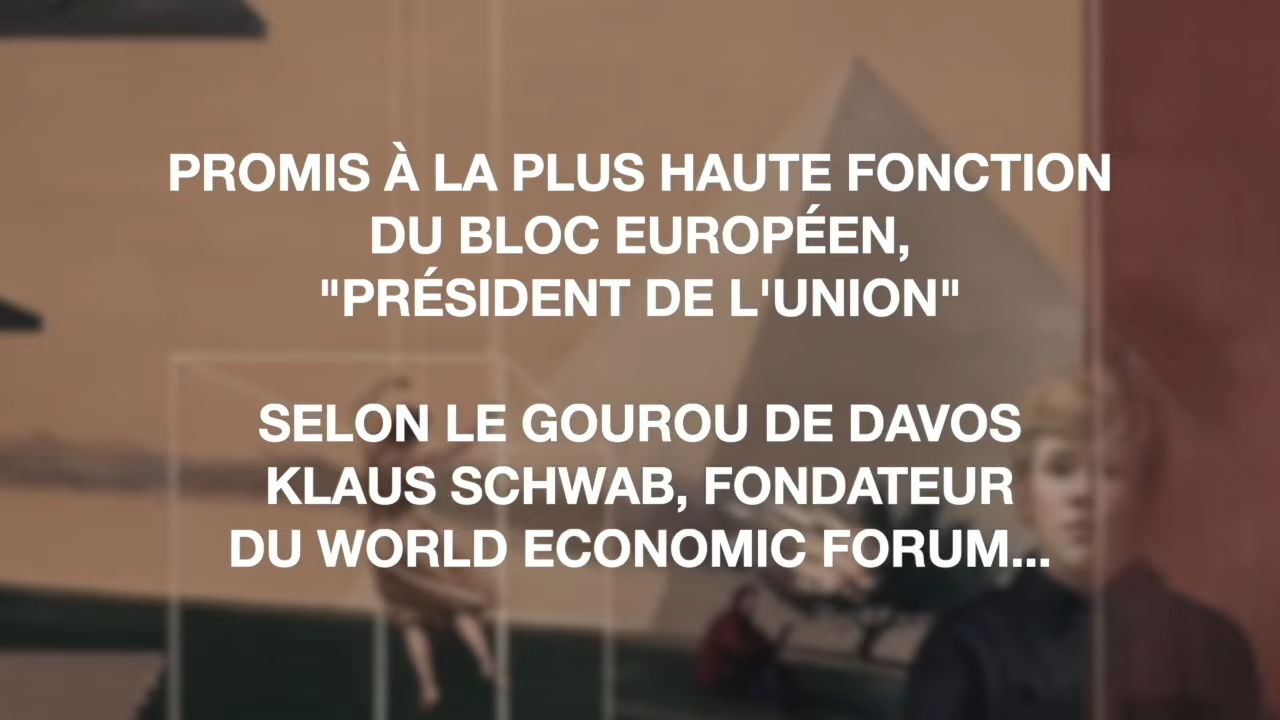 PROMIS À LA PLUS HAUTE FONCTION
DU BLOC EUROPÉEN,
"PRÉSIDENT DE L'UNION"
SELON LE GOUROU DE DAVOS
KLAUS SCHWAB, FONDATEUR
DU WORLD ECONOMIC FORUM...